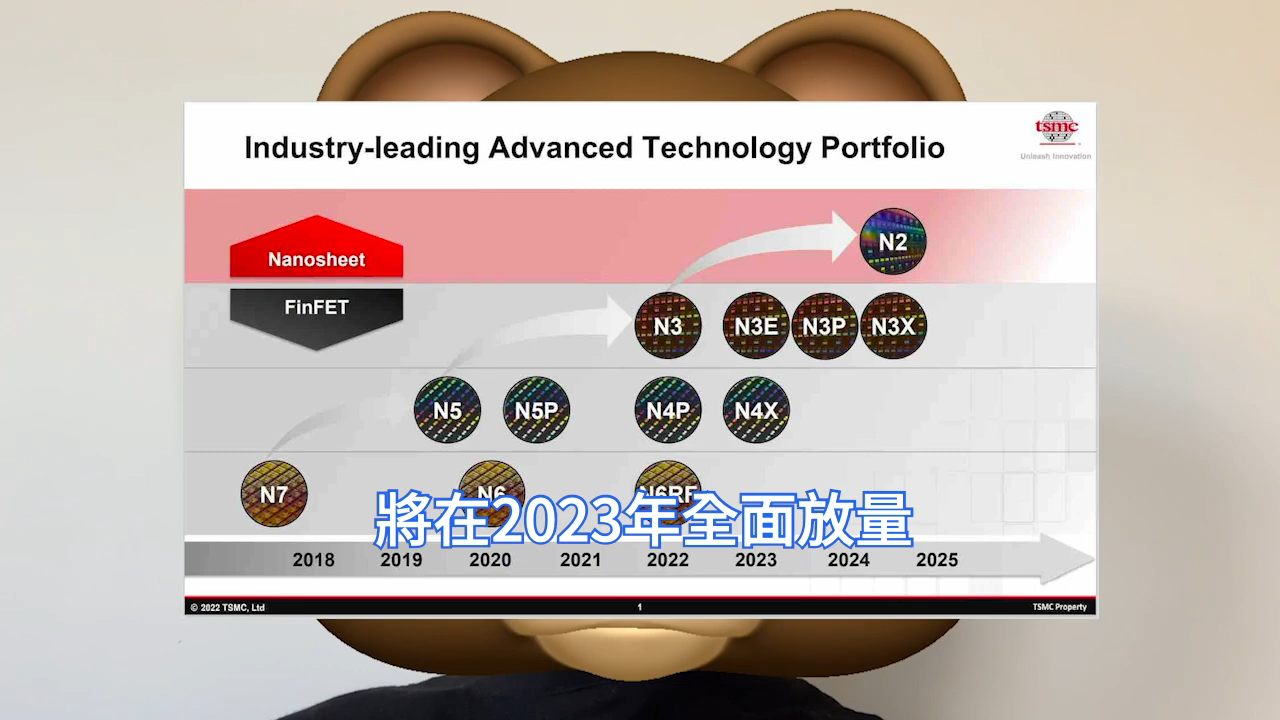 Industry-leading Advanced Technology Portfolio
tsmc
Unleash Innovation
Nanosheet
N2
FinFET
N3 N3E N3P N3X
N5 N5P N4P N4X
N7 N6 N6RF
將在2023年全面放量
2018 2019 2020 2021 2022 2023 2024 2025
© 2022 TSMC, Ltd
1
TSMC Property